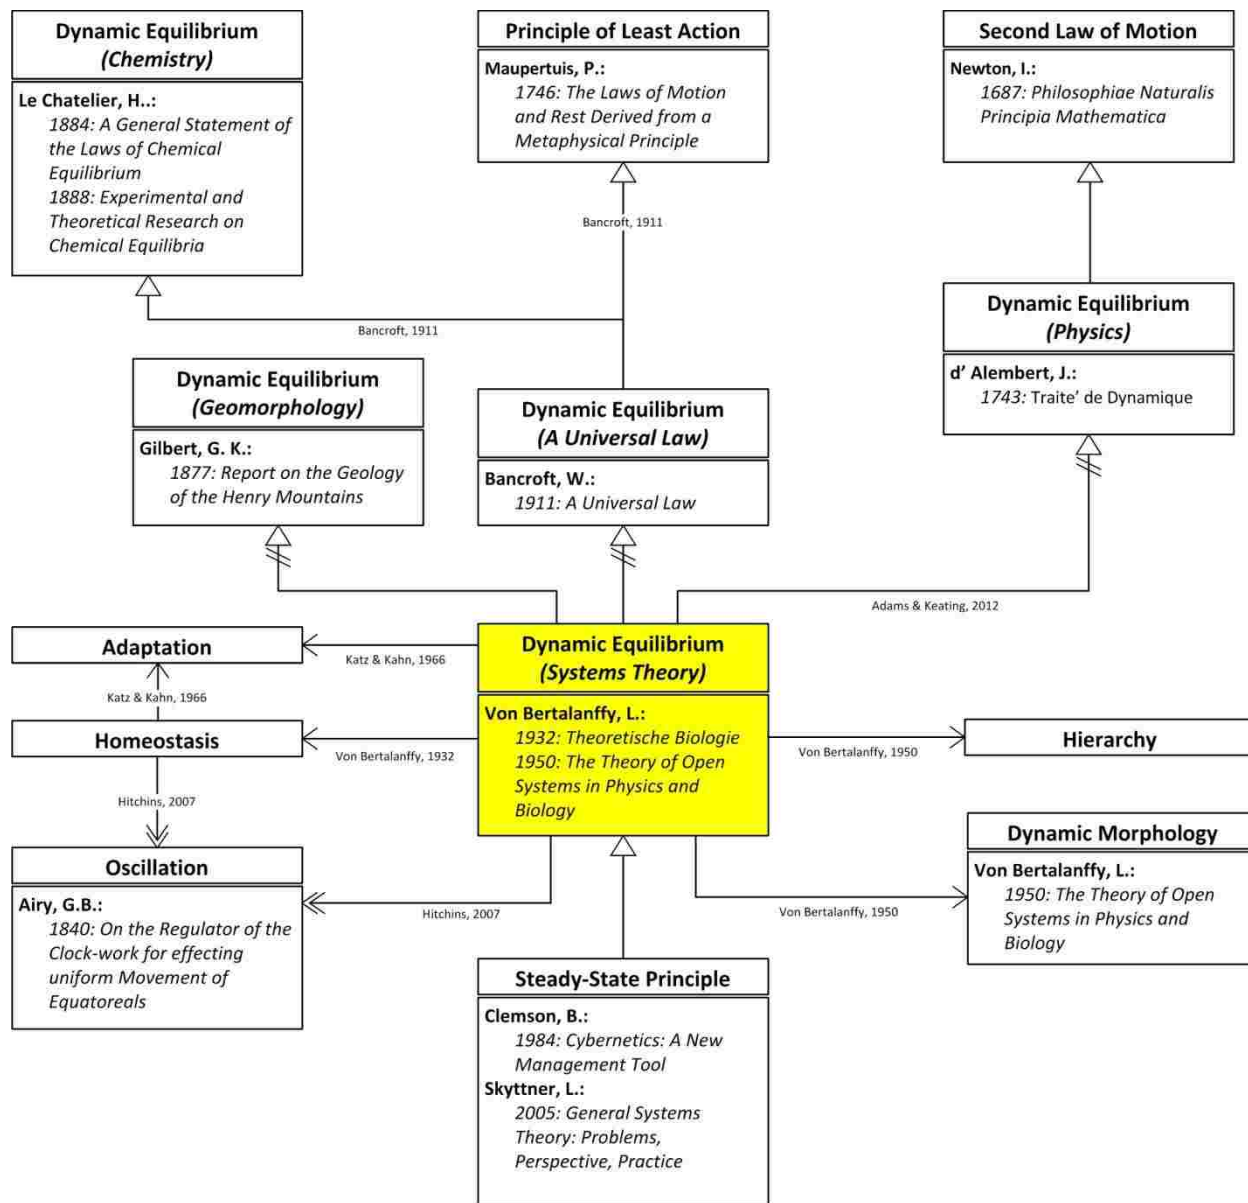 Dynamic Equilibrium
(Chemistry)
Le Chatelier, H..:
1884: A General Statement of
the Laws of Chemical
Equilibrium
1888: Experimental and
Theoretical Research on
Chemical Equilibria
Principle of Least Action
Maupertuis, P.:
1746: The Laws of Motion
and Rest Derived from a
Metaphysical Principle
Second Law of Motion
Newton, I.:
1687: Philosophiae Naturalis
Principia Mathematica
Bancroft, 1911
Bancroft, 1911
Dynamic Equilibrium
(Physics)
d' Alembert, J.:
1743: Traite' de Dynamique
Dynamic Equilibrium
(Geomorphology)
Gilbert, G. K.:
1877: Report on the Geology
of the Henry Mountains
Dynamic Equilibrium
(A Universal Law)
Bancroft, W.:
1911: A Universal Law
Adams & Keating, 2012
Adaptation
Katz & Kahn, 1966
Katz & Kahn, 1966
Homeostasis
Von Bertalanffy, 1932
Hitchins, 2007
Dynamic Equilibrium
(Systems Theory)
Von Bertalanffy, L.:
1932: Theoretische Biologie
1950: The Theory of Open
Systems in Physics and
Biology
Von Bertalanffy, 1950
Hierarchy
Oscillation
Airy, G.B.:
1840: On the Regulator of the
Clock-work for effecting
uniform Movement of
Equatoreals
Hitchins, 2007
Von Bertalanffy, 1950
Dynamic Morphology
Von Bertalanffy, L.:
1950: The Theory of Open
Systems in Physics and
Biology
Steady-State Principle
Clemson, B.:
1984: Cybernetics: A New
Management Tool
Skyttner, L.:
2005: General Systems
Theory: Problems,
Perspective, Practice